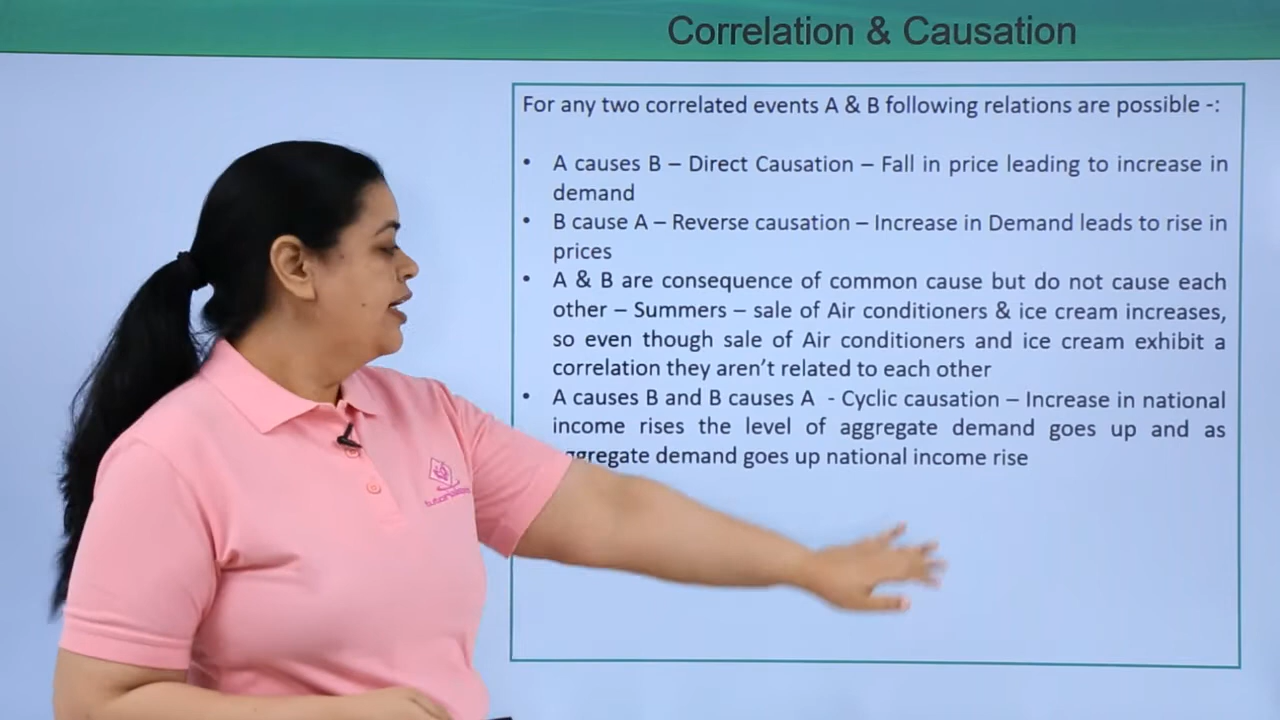 Correlation & Causation
For any two correlated events A & B following relations are possible -:
• A causes B – Direct Causation – Fall in price leading to increase in
demand
• B cause A – Reverse causation – Increase in Demand leads to rise in
prices
• A & B are consequence of common cause but do not cause each
other – Summers – sale of Air conditioners & ice cream increases,
so even though sale of Air conditioners and ice cream exhibit a
correlation they aren’t related to each other
• A causes B and B causes A - Cyclic causation – Increase in national
income rises the level of aggregate demand goes up and as
demand goes up national income rise